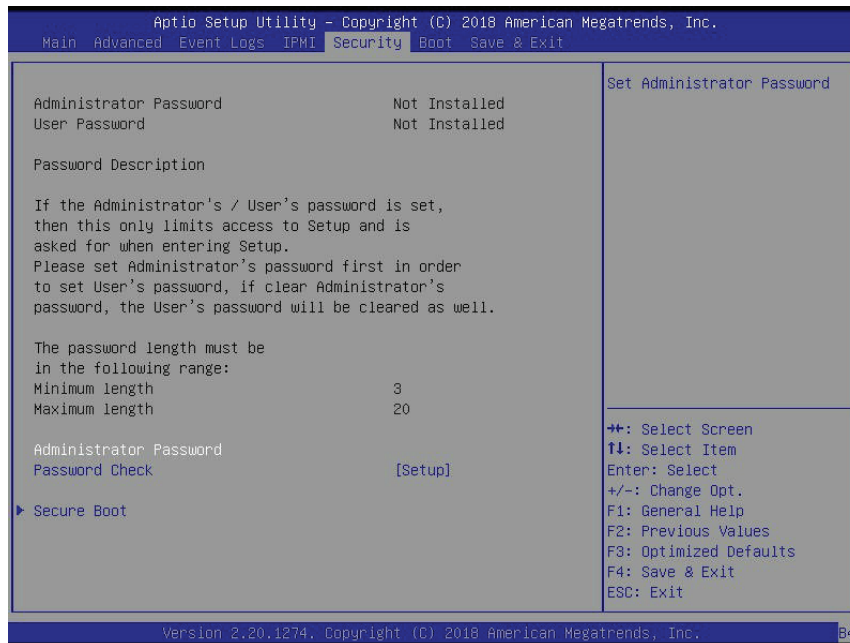 Aptio Setup Utility – Copyright (C) 2018 American Megatrends, Inc.
Main Advanced Event Logs IPMI Security Boot Save & Exit
Administrator Password Not Installed
User Password Not Installed
Password Description
If the Administrator's / User's password is set,
then this only limits access to Setup and is
asked for when entering Setup.
Please set Administrator's password first in order
to set User's password, if clear Administrator's
password, the User's password will be cleared as well.
The password length must be
in the following range:
Minimum length 3
Maximum length 20
Administrator Password
Password Check [Setup]
▶ Secure Boot
Set Administrator Password
→←: Select Screen
↑↓: Select Item
Enter: Select
+/-: Change Opt.
F1: General Help
F2: Previous Values
F3: Optimized Defaults
F4: Save & Exit
ESC: Exit
Version 2.20.1274. Copyright (C) 2018 American Megatrends, Inc.